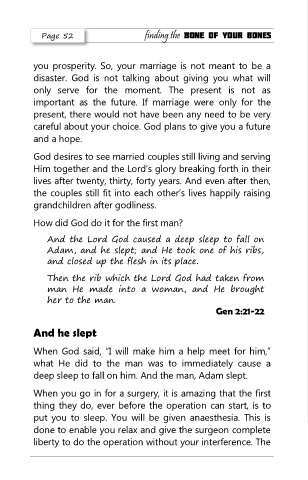 Page 52
finding the BONE OF YOUR BONES
you prosperity. So, your marriage is not meant to be a
disaster. God is not talking about giving you what will
only serve for the moment. The present is not as
important as the future. If marriage were only for the
present, there would not have been any need to be very
careful about your choice. God plans to give you a future
and a hope.
God desires to see married couples still living and serving
Him together and the Lord's glory breaking forth in their
lives after twenty, thirty, forty years. And even after then,
the couples still fit into each other's lives happily raising
grandchildren after godliness.
How did God do it for the first man?
And the Lord God caused a deep sleep to fall on
Adam, and he slept; and He took one of his ribs,
and closed up the flesh in its place.
Then the rib which the Lord God had taken from
man He made into a woman, and He brought
her to the man.
Gen 2:21-22
And he slept
When God said, "I will make him a help meet for him,"
what He did to the man was to immediately cause a
deep sleep to fall on him. And the man, Adam slept.
When you go in for a surgery, it is amazing that the first
thing they do, ever before the operation can start, is to
put you to sleep. You will be given anaesthesia. This is
done to enable you relax and give the surgeon complete
liberty to do the operation without your interference. The